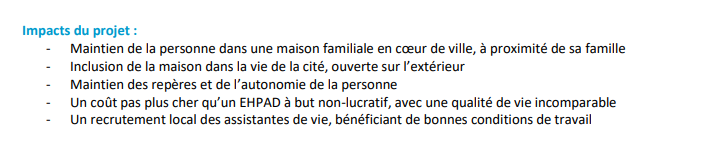 Impacts du projet :
- Maintien de la personne dans une maison familiale en cœur de ville, à proximité de sa famille
- Inclusion de la maison dans la vie de la cité, ouverte sur l'extérieur
- Maintien des repères et de l'autonomie de la personne
- Un coût pas plus cher qu'un EHPAD à but non-lucratif, avec une qualité de vie incomparable
- Un recrutement local des assistantes de vie, bénéficiant de bonnes conditions de travail